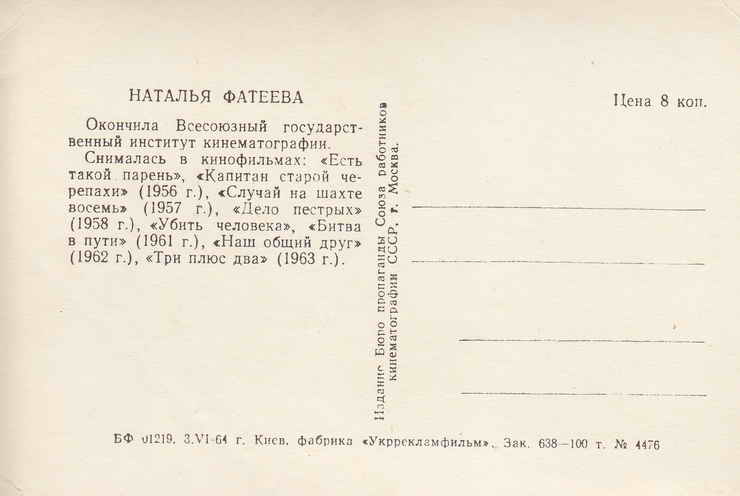 НАТАЛЬЯ ФАТЕЕВА
Окончила Всесоюзный государст-
венный институт кинематографии.
Снималась в кинофильмах: «Есть
такой парень», «Капитан старой че-
репахи» (1956 г.), «Случай на шахте
восемь» (1957 г.), «Дело пестрых»
(1958 г.), «Убить человека», «Битва
в пути» (1961 г.), «Наш общий друг»
(1962 г.), «Три плюс два» (1963 г.).
Издание Бюро пропаганды Союза работников
кинематографии СССР, г. Москва.
Цена 8 коп.
БФ 01219. 3.VI-64 г. Киев, фабрика «Укррекламфильм». Зак. 638—100 т. № 4476